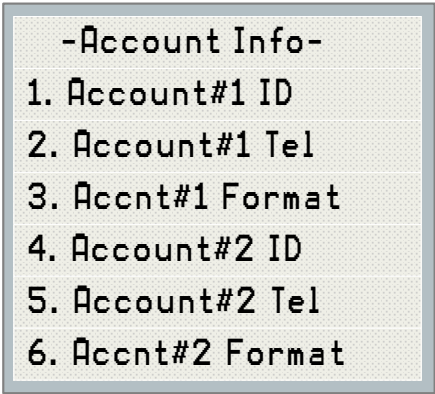 -Account Info-
1. Account#1 ID
2. Account#1 Tel
3. Accnt#1 Format
4. Account#2 ID
5. Account#2 Tel
6. Accnt#2 Format